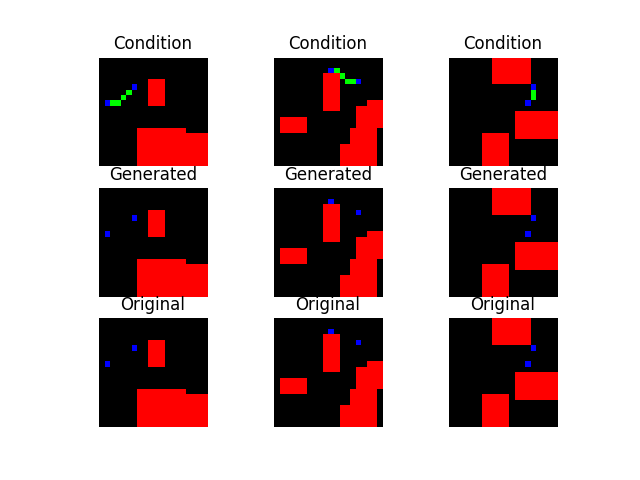 Condition Condition Condition
Generated Generated Generated
Original Original Original